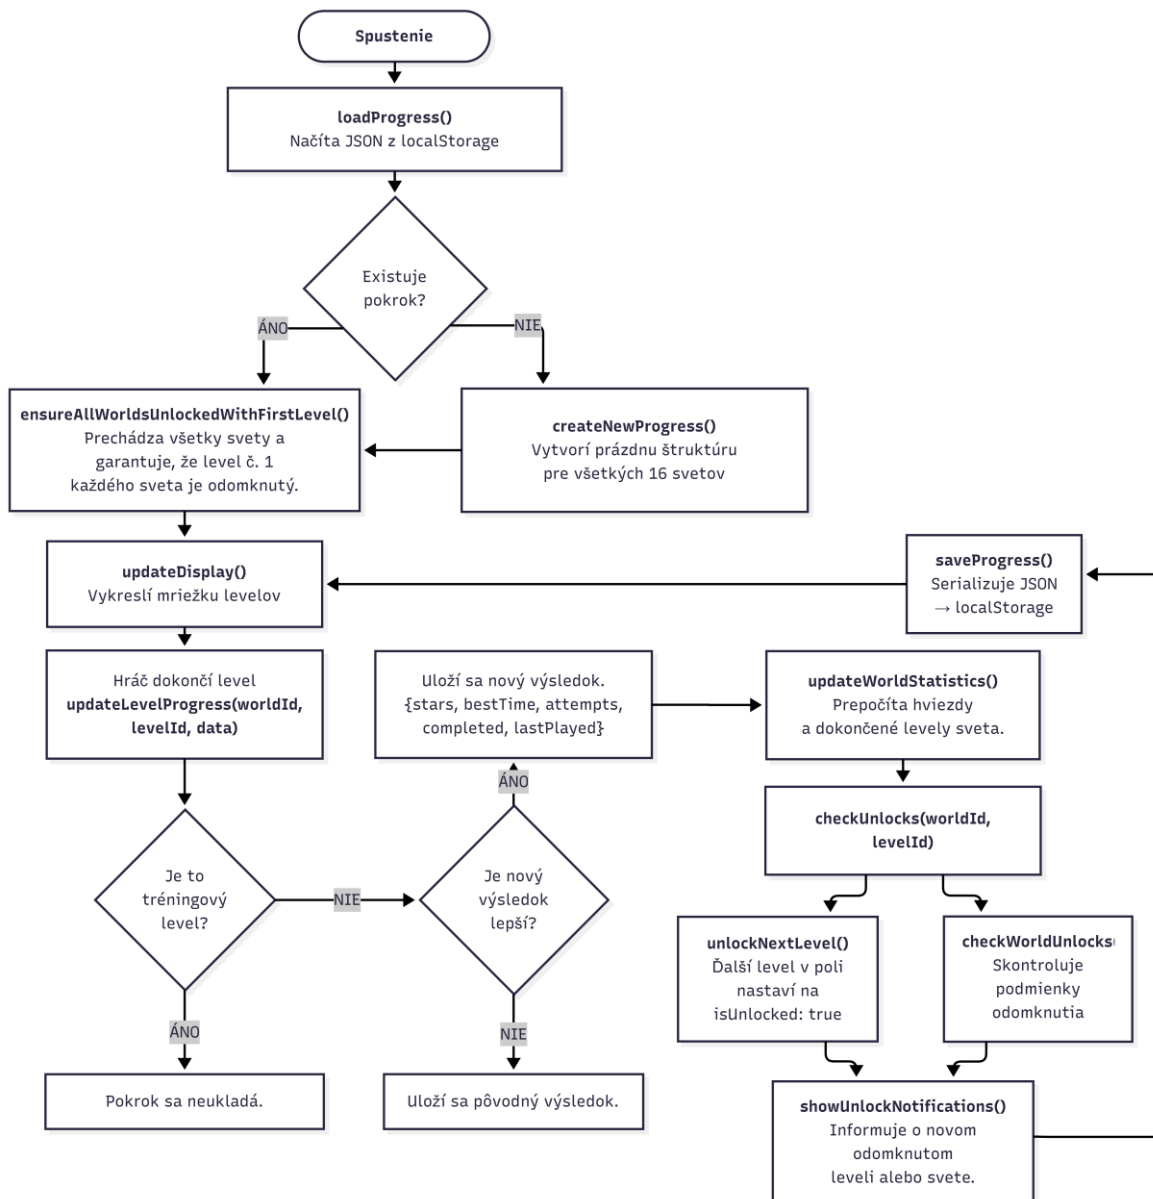 Spustenie
loadProgress()
Načíta JSON z localStorage
Existuje
pokrok?
ÁNO
NIE
ensureAllWorldsUnlockedWithFirstLevel()
Prechádza všetky svety a
garantuje, že level č. 1
každého sveta je odomknutý.
createNewProgress()
Vytvorí prázdnu štruktúru
pre všetkých 16 svetov
updateDisplay()
Vykreslí mriežku levelov
saveProgress()
Serializuje JSON
→ localStorage
Hráč dokončí level
updateLevelProgress(worldId,
levelId, data)
Uloží sa nový výsledok.
{stars, bestTime, attempts,
completed, lastPlayed}
updateWorldStatistics()
Prepočíta hviezdy
a dokončené levely sveta.
ÁNO
checkUnlocks(worldId,
levelId)
Je to
tréningový
level?
NIE
Je nový
výsledok
lepší?
unlockNextLevel()
Ďalší level v poli
nastaví na
isUnlocked: true
checkWorldUnlocks
Skontroluje
podmienky
odomknutia
ÁNO
NIE
Pokrok sa neukladá.
Uloží sa pôvodný výsledok.
showUnlockNotifications()
Informuje o novom
odomknutom
leveli alebo svete.